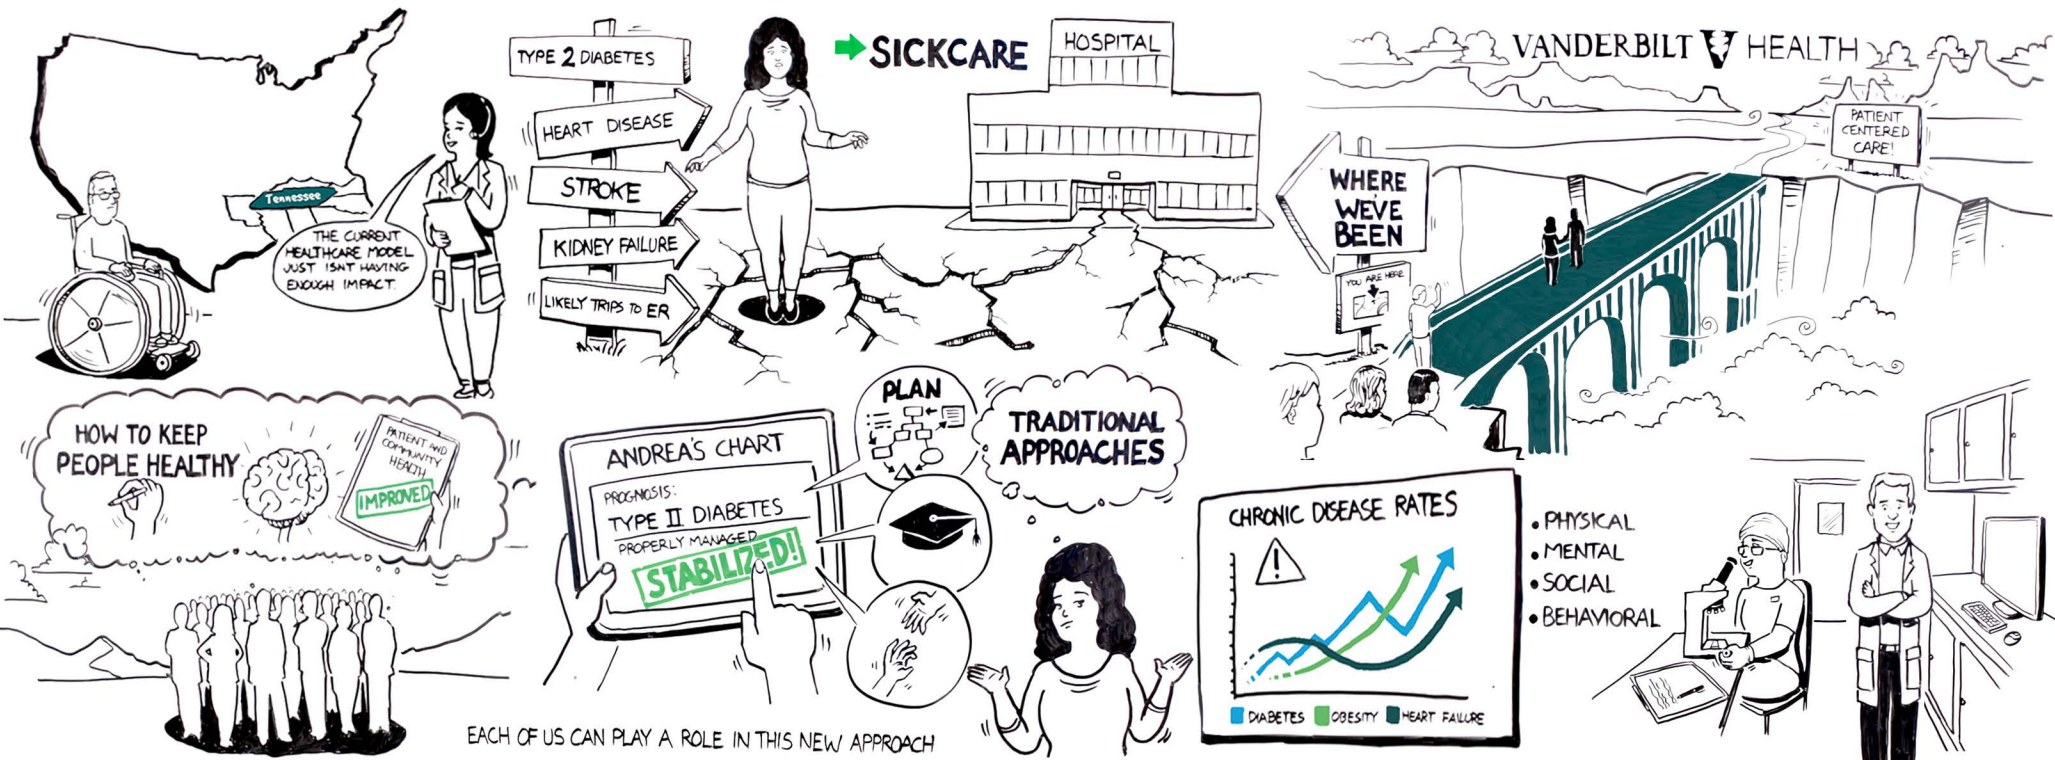 Tennessee
THE CURRENT
HEALTHCARE MODEL
JUST ISNT HAVING
ENOUGH IMPACT.
TYPE 2 DIABETES
HEART DISEASE
STROKE
KIDNEY FAILURE
LIKELY TRIPS TO ER
SICKCARE
HOSPITAL
VANDERBILT V HEALTH
PATIENT
CENTERED
CARE!
WHERE
WE'VE
BEEN
YOU ARE HERE
HOW TO KEEP
PEOPLE HEALTHY
PATIENT AND
COMMUNITY
HEALTH
IMPROVED
ANDREA'S CHART
PROGNOSIS:
TYPE II DIABETES
PROPERLY MANAGED
STABILIZED!
PLAN
TRADITIONAL
APPROACHES
CHRONIC DISEASE RATES
DIABETES OBESITY HEART FAILURE
• PHYSICAL
• MENTAL
• SOCIAL
• BEHAVIORAL
EACH OF US CAN PLAY A ROLE IN THIS NEW APPROACH